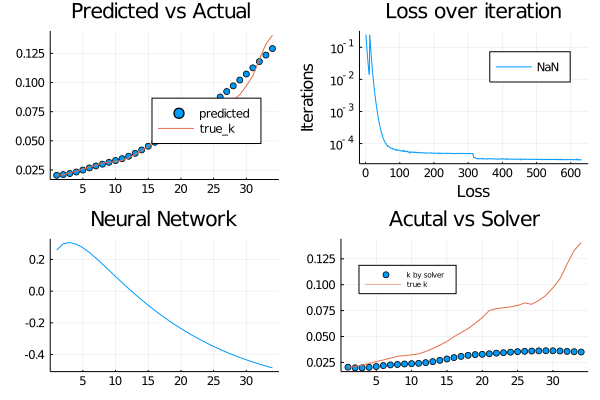 Predicted vs Actual
0.125
0.100
0.075
0.050
0.025
predicted
true_k
5 10 15 20 25 30
Loss over iteration
Iterations
10⁻¹
10⁻²
10⁻³
10⁻⁴
NaN
0 100 200 300 400 500 600
Loss
Neural Network
0.2
0.0
-0.2
-0.4
5 10 15 20 25 30
Acutal vs Solver
0.125
0.100
0.075
0.050
0.025
k by solver
true k
5 10 15 20 25 30